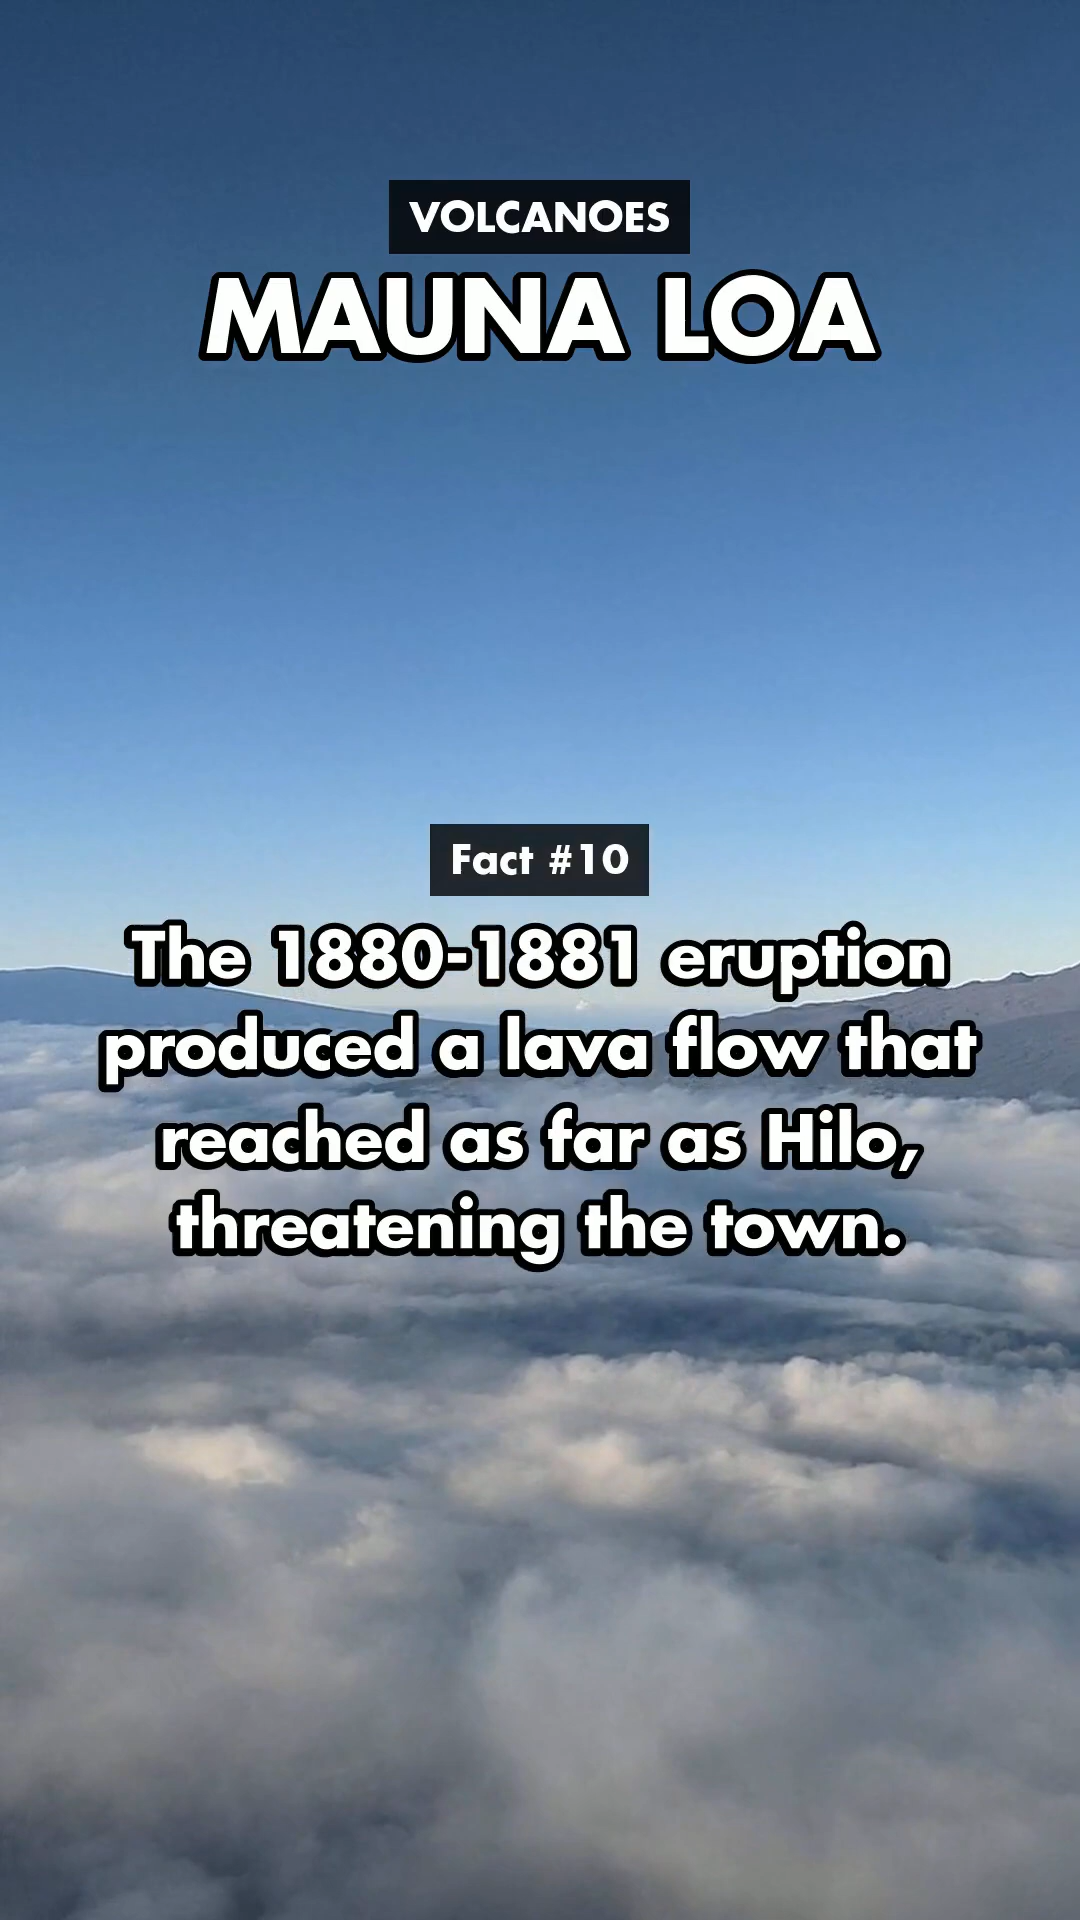 VOLCANOES
MAUNA LOA
Fact #10
The 1880-1881 eruption
produced a lava flow that
reached as far as Hilo,
threatening the town.